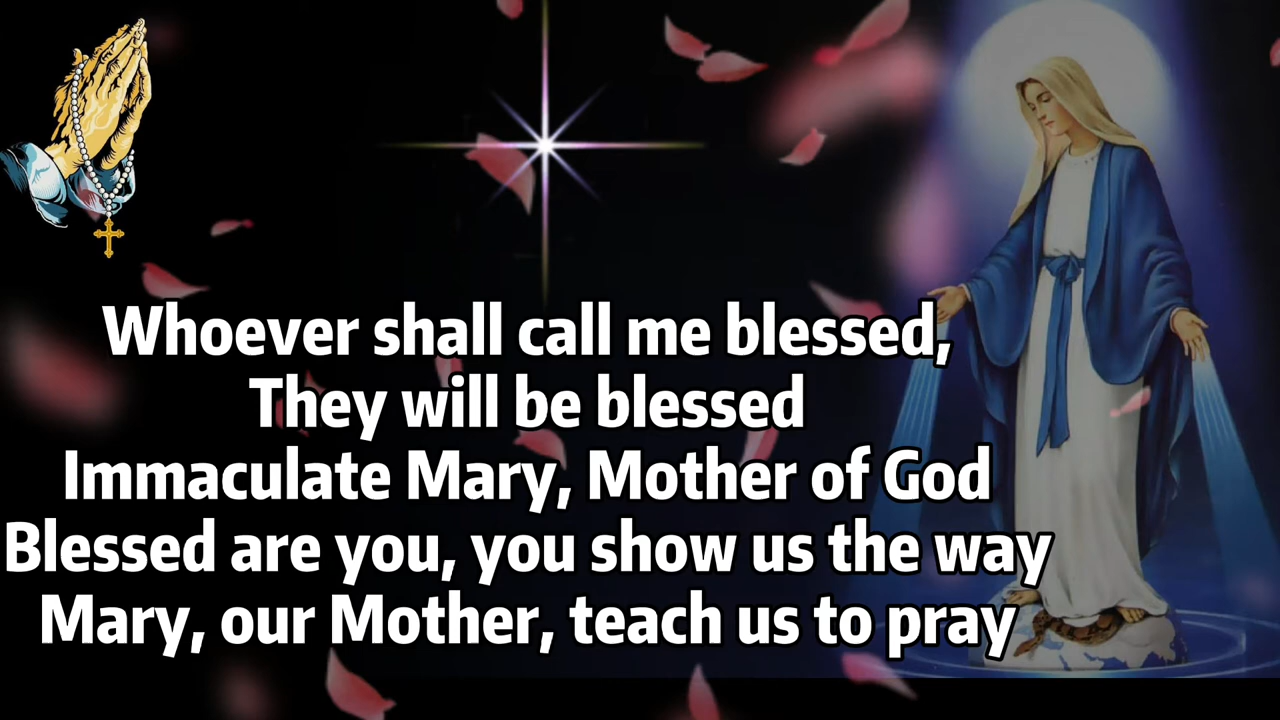 Whoever shall call me blessed,
They will be blessed
Immaculate Mary, Mother of God
Blessed are you, you show us the way
Mary, our Mother, teach us to pray